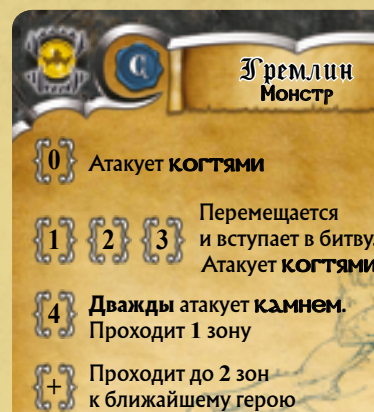 С
Гремлин
Монстр
0 Атакует когтями
Перемещается
1 2 3 и вступает в битву.
Атакует когтями
4 Дважды атакует камнем.
Проходит 1 зону
+ Проходит до 2 зон
к ближайшему герою